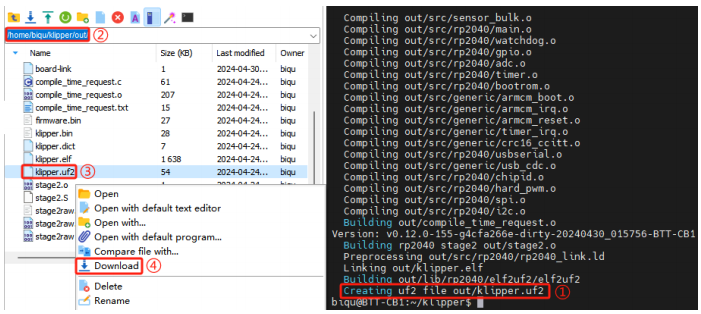 /home/biqu/klipper/out/
②
Name Size (KB) Last modified Owner
board-link 1 2024-04-30... biqu
compile_time_request.c 61 2024-04-24... biqu
compile_time_request.o 207 2024-04-24... biqu
compile_time_request.txt 15 2024-04-24... biqu
firmware.bin 27 2024-04-24... biqu
klipper.bin 28 2024-04-24... biqu
klipper.dict 7 2024-04-24... biqu
klipper.elf 1 638 2024-04-24... biqu
klipper.uf2 ③ 54 2024-04-24... biqu
stage2.o
stage2.S
stage2raw
stage2raw
stage2raw
Open
Open with default text editor
Open with...
Open with default program...
Compare file with...
Download ④
Delete
Rename
Compiling out/src/sensor_bulk.o
Compiling out/src/rp2040/main.o
Compiling out/src/rp2040/watchdog.o
Compiling out/src/rp2040/gpio.o
Compiling out/src/rp2040/adc.o
Compiling out/src/rp2040/timer.o
Compiling out/src/rp2040/bootrom.o
Compiling out/src/generic/armcm_boot.o
Compiling out/src/generic/armcm_irq.o
Compiling out/src/generic/armcm_reset.o
Compiling out/src/generic/timer_irq.o
Compiling out/src/generic/crc16_ccitt.o
Compiling out/src/rp2040/usbserial.o
Compiling out/src/generic/usb_cdc.o
Compiling out/src/rp2040/chipid.o
Compiling out/src/rp2040/hard_pwm.o
Compiling out/src/rp2040/spi.o
Compiling out/src/rp2040/i2c.o
Building out/compile_time_request.o
Version: v0.12.0-155-g4cfa266e-dirty-20240430_015756-BTT-CB1
Building rp2040 stage2 out/stage2.o
Preprocessing out/src/rp2040/rp2040_link.ld
Linking out/klipper.elf
Building out/lib/rp2040/elf2uf2/elf2uf2
Creating uf2 file out/klipper.uf2 ①
biqu@BTT-CB1:~/klipper$